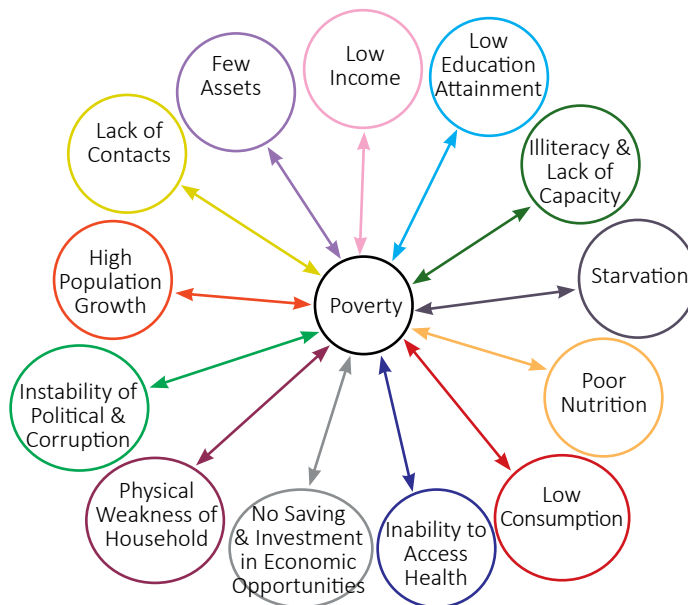 Low
Income
Low
Education
Attainment
Illiteracy &
Lack of
Capacity
Starvation
Poor
Nutrition
Low
Consumption
Inability to
Access
Health
No Saving
& Investment
in Economic
Opportunities
Physical
Weakness of
Household
Instability of
Political &
Corruption
High
Population
Growth
Lack of
Contacts
Few
Assets
Poverty